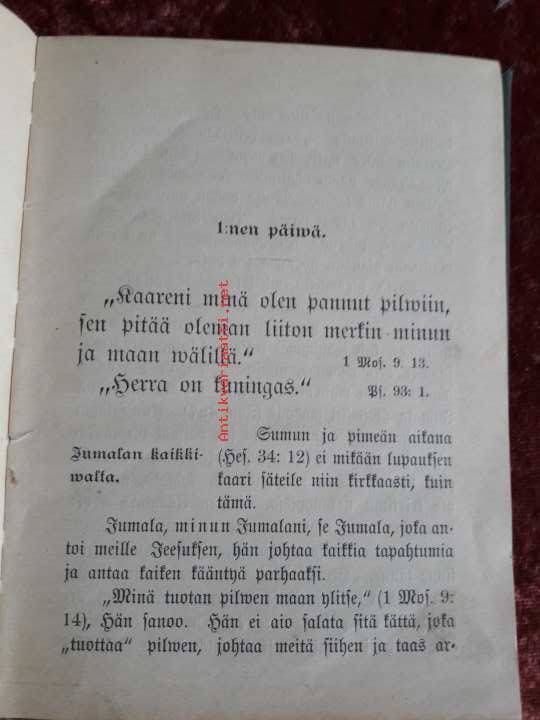 1:nen päiwä.
„Kaareni minä olen pannut pilwiin,
sen pitää oleman liiton merkin minun
ja maan wälillä.“ 1 Mos. 9. 13.
„Herra on kuningas.“ Ps. 93: 1.
Jumalan kaikki-
walta.
Sumun ja pimeän aikana
(Hes. 34: 12) ei mikään lupauksen
kaari säteile niin kirkkaasti, kuin
tämä.
Jumala, minun Jumalani, se Jumala, joka an-
toi meille Jeesuksen, hän johtaa kaikkia tapahtumia
ja antaa kaiken kääntyä parhaaksi.
„Minä tuotan pilwen maan ylitse,“ (1 Mos. 9:
14), Hän sanoo. Hän ei aio salata sitä kättä, joka
„tuottaa“ pilwen, johtaa meitä siihen ja taas ar-
Antikvariaatti.net